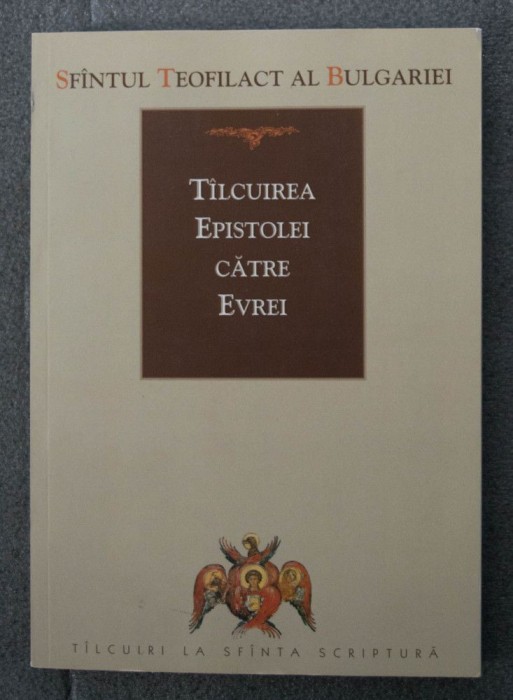 SFÎNTUL TEOFILACT AL BULGARIEI
TÎLCUIREA
EPISTOLEI
CĂTRE
EVREI
TÎLCUIRI LA SFÎNTA SCRIPTURĂ